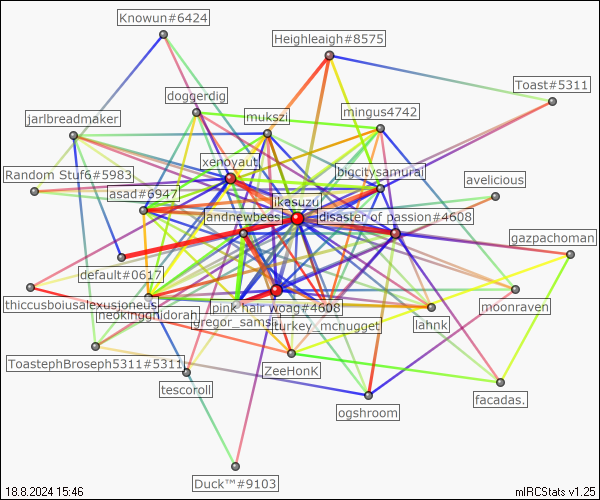 Knowun#6424
Heighleaigh#8575
Toast#5311
doggerdig
mukszi
mingus4742
jarlbreadmaker
xenoyaut
bigcitysamurai
Random Stuf6#5983
avelicious
asad#6947
ikasuzu
andnewbees
disaster of passion#4608
gazpachoman
default#0617
thiccusboiusalexusjoneus
moonraven
neokingghidorah
pink hair woag#4608
gregor_sams
turkey_mcnugget
lahnk
ToastephBroseph5311#5311
ZeeHonK
tescoroll
facadas.
ogshroom
Duck™#9103
18.8.2024 15:46
mIRCStats v1.25